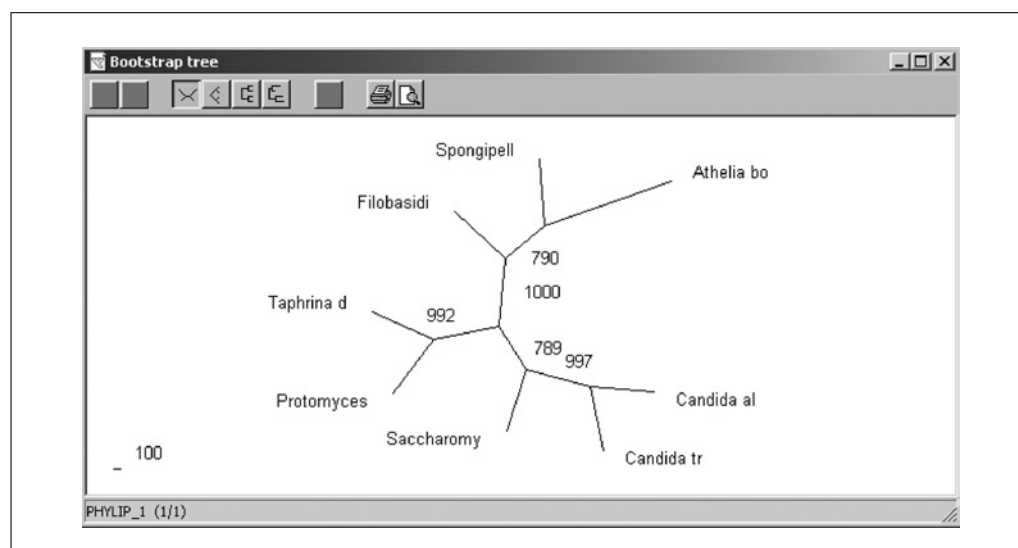 Bootstrap tree
Spongipell
Athelia bo
Filobasidi
790
1000
Taphrina d
992
789
997
Protomyces
Candida al
Saccharomy
Candida tr
100
PHYLIP_1 (1/1)